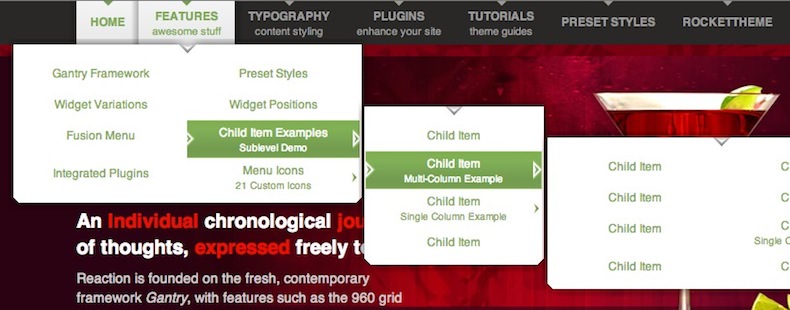 HOME
FEATURES
awesome stuff
TYPOGRAPHY
content styling
PLUGINS
enhance your site
TUTORIALS
theme guides
PRESET STYLES
ROCKETTHEME
Gantry Framework
Preset Styles
Widget Variations
Widget Positions
Fusion Menu
Child Item Examples
Sublevel Demo
Integrated Plugins
Menu Icons
21 Custom Icons
Child Item
Child Item
Multi-Column Example
Child Item
Single Column Example
Child Item
Child Item
C
Child Item
C
Child Item
C
Single C
Child Item
C
An Individual chronological jou
of thoughts, expressed freely to
Reaction is founded on the fresh, contemporary
framework Gantry, with features such as the 960 grid